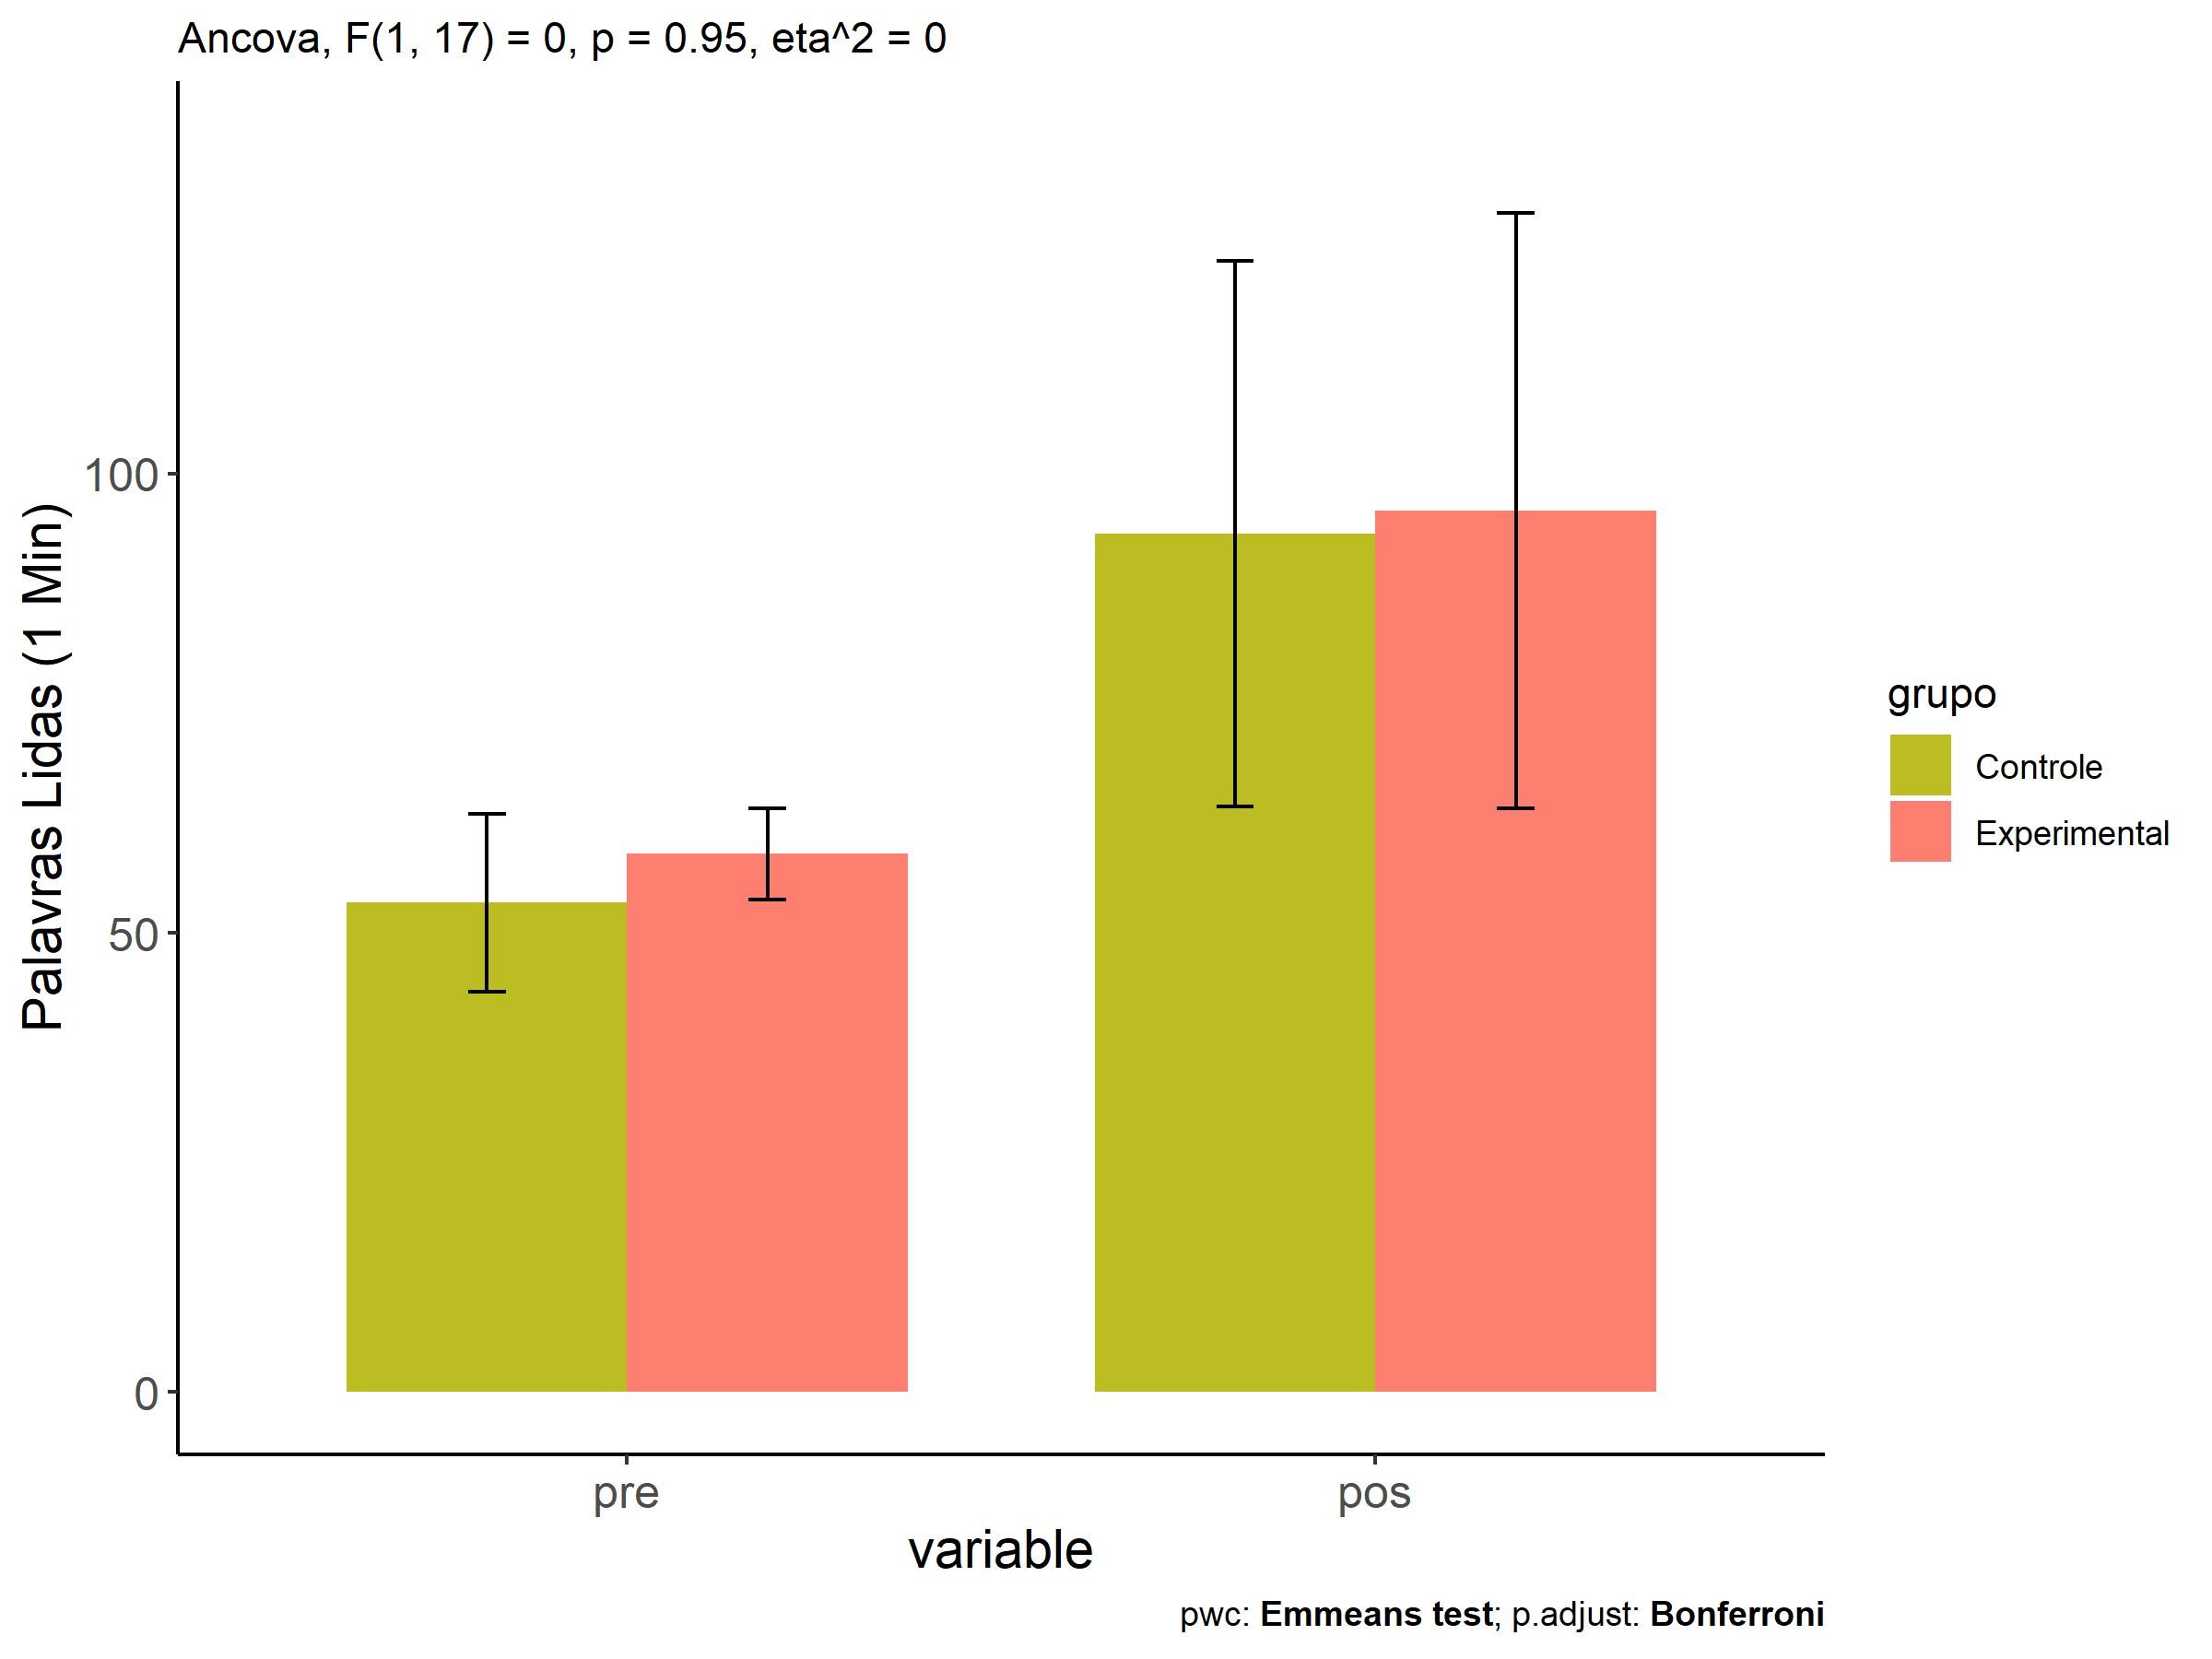 Ancova, F(1, 17) = 0, p = 0.95, eta^2 = 0
Palavras Lidas (1 Min)
100
50
0
pre
pos
variable
grupo
Controle
Experimental
pwc: Emmeans test; p.adjust: Bonferroni